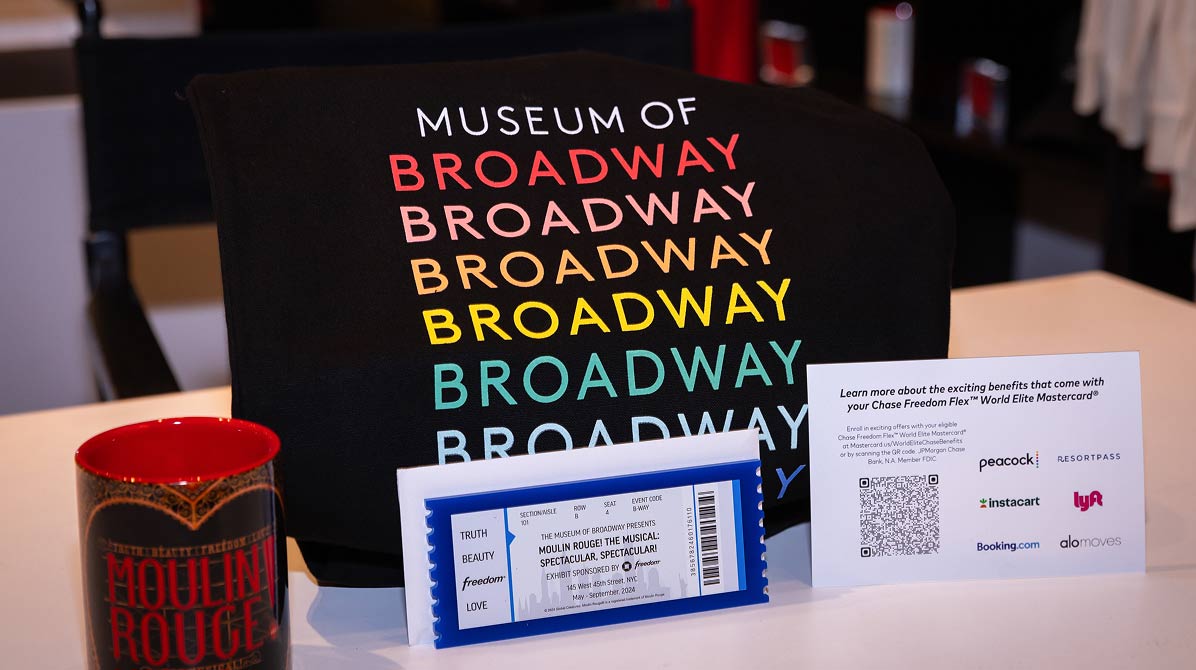 MUSEUM OF
BROADWAY
BROADWAY
BROADWAY
BROADWAY
BROADWAY
BROADWAY
Y
TRUTH | BEAUTY | FREEDOM | LOVE
MOULIN
ROUGE!
MUSICAL
TRUTH
BEAUTY
freedom®
LOVE
SECTION/AISLE ROW SEAT EVENT CODE
101 B 4 B-WAY
THE MUSEUM OF BROADWAY PRESENTS
MOULIN ROUGE! THE MUSICAL:
SPECTACULAR, SPECTACULAR!
EXHIBIT SPONSORED BY freedom®
145 West 45th Street, NYC
May - September, 2024
3856782460176110
Learn more about the exciting benefits that come with
your Chase Freedom Flex™ World Elite Mastercard®
Enroll in exciting offers with your eligible
Chase Freedom Flex™ World Elite Mastercard®
at Mastercard.us/WorldEliteChaseBenefits
or by scanning the QR code. JPMorgan Chase
Bank, N.A. Member FDIC
peacock
RESORTPASS
instacart
lyft
Booking.com
alomoves